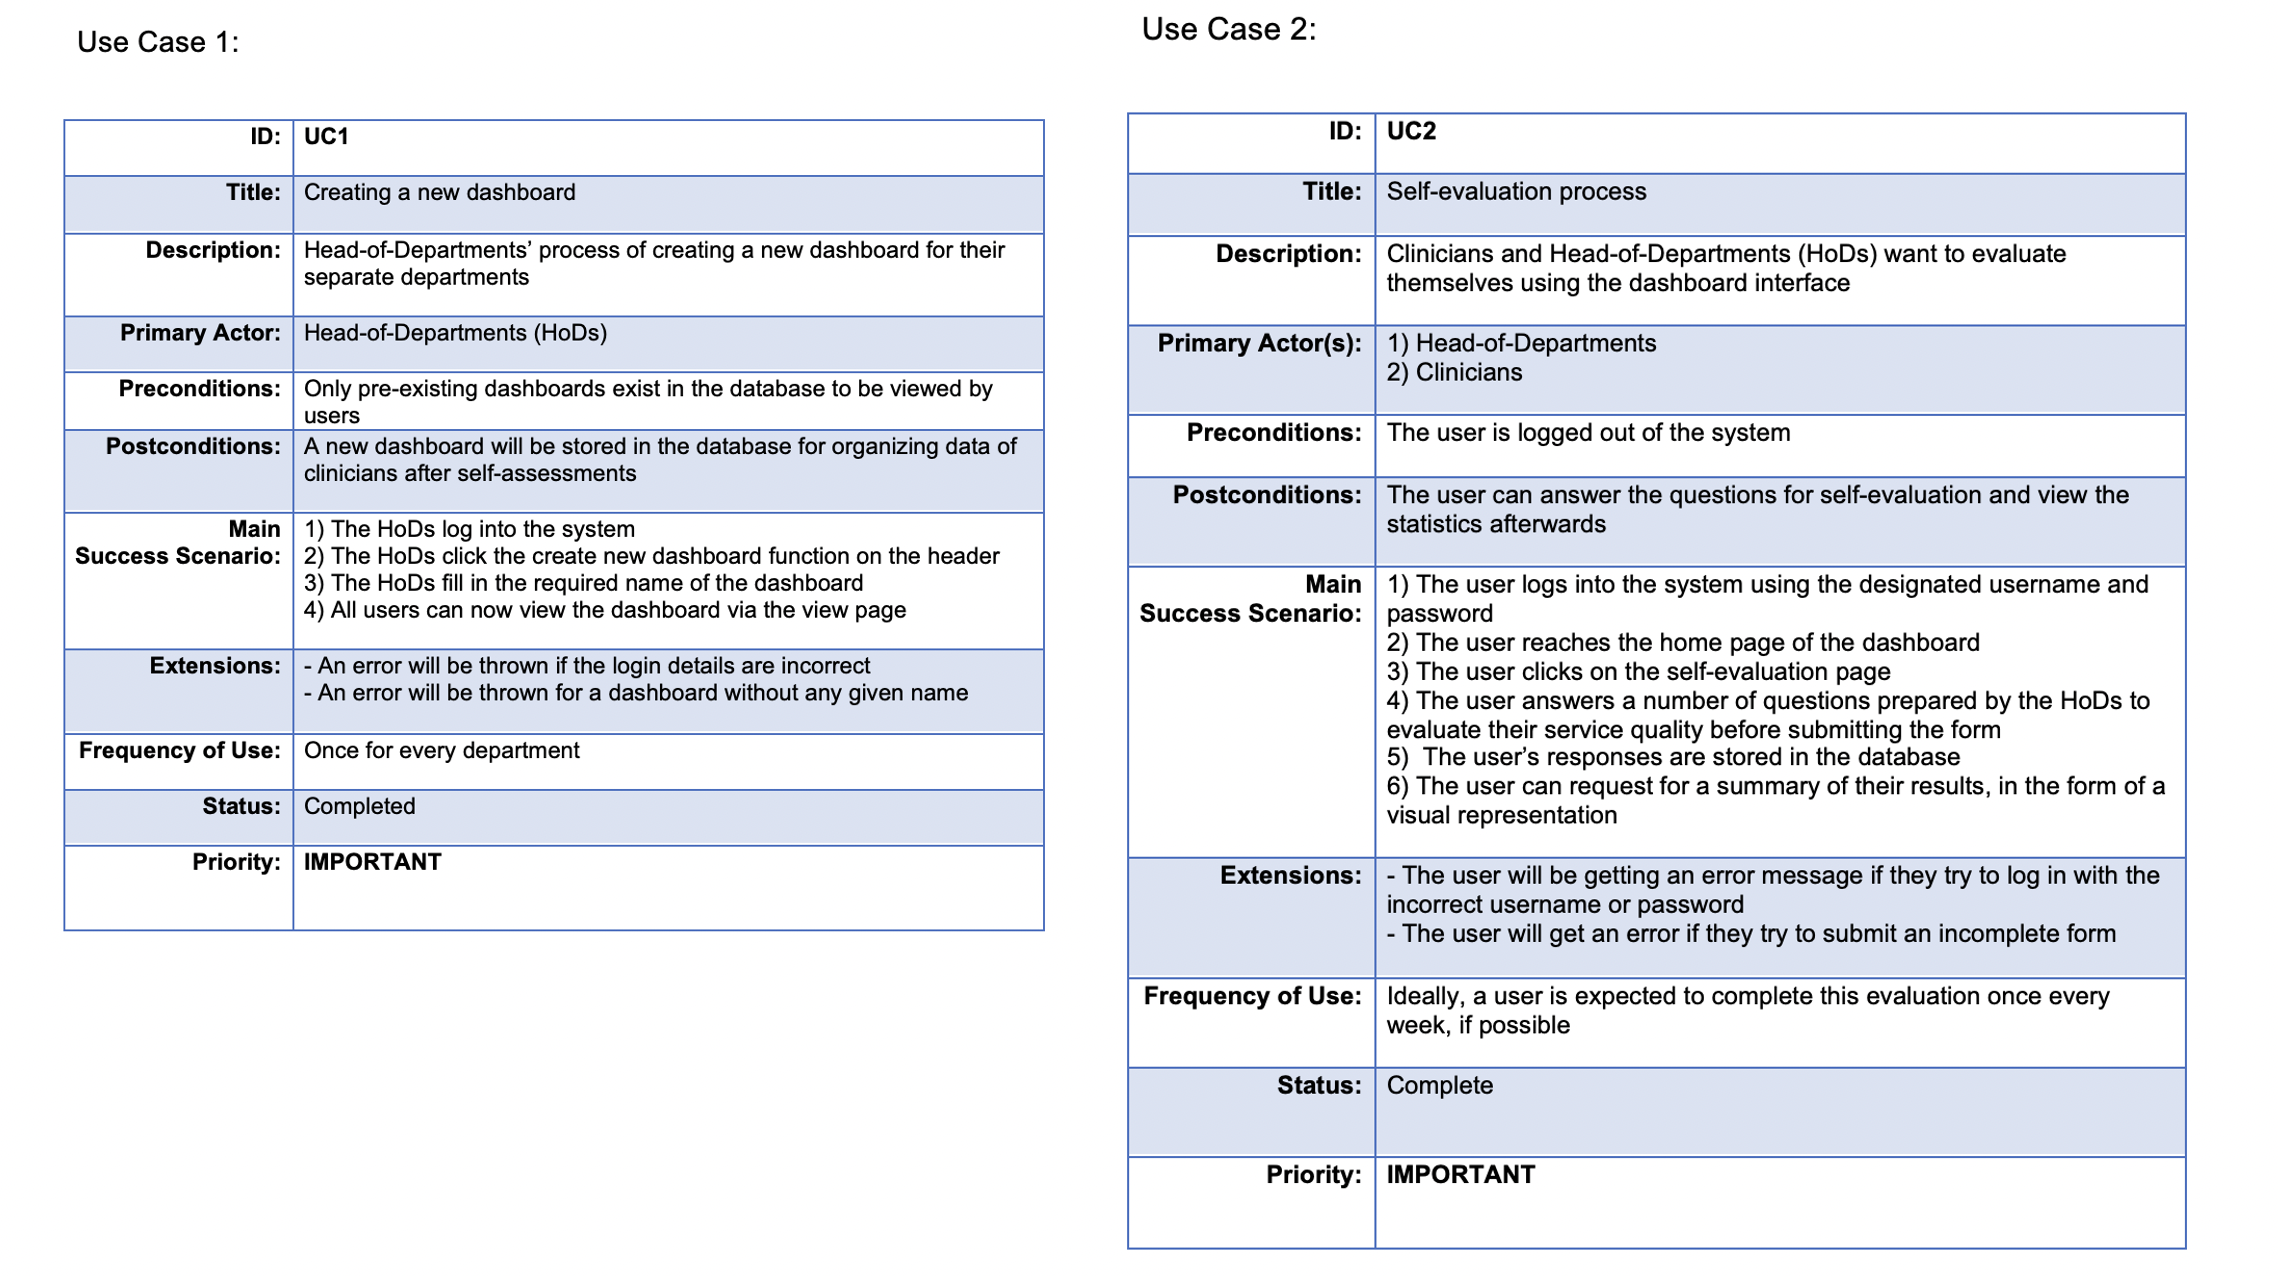 Use Case 1:
ID: UC1
Title: Creating a new dashboard
Description: Head-of-Departments’ process of creating a new dashboard for their
separate departments
Primary Actor: Head-of-Departments (HoDs)
Preconditions: Only pre-existing dashboards exist in the database to be viewed by
users
Postconditions: A new dashboard will be stored in the database for organizing data of
clinicians after self-assessments
Main
Success Scenario:
1) The HoDs log into the system
2) The HoDs click the create new dashboard function on the header
3) The HoDs fill in the required name of the dashboard
4) All users can now view the dashboard via the view page
Extensions: - An error will be thrown if the login details are incorrect
- An error will be thrown for a dashboard without any given name
Frequency of Use: Once for every department
Status: Completed
Priority: IMPORTANT
Use Case 2:
ID: UC2
Title: Self-evaluation process
Description: Clinicians and Head-of-Departments (HoDs) want to evaluate
themselves using the dashboard interface
Primary Actor(s): 1) Head-of-Departments
2) Clinicians
Preconditions: The user is logged out of the system
Postconditions: The user can answer the questions for self-evaluation and view the
statistics afterwards
Main
Success Scenario:
1) The user logs into the system using the designated username and
password
2) The user reaches the home page of the dashboard
3) The user clicks on the self-evaluation page
4) The user answers a number of questions prepared by the HoDs to
evaluate their service quality before submitting the form
5) The user’s responses are stored in the database
6) The user can request for a summary of their results, in the form of a
visual representation
Extensions: - The user will be getting an error message if they try to log in with the
incorrect username or password
- The user will get an error if they try to submit an incomplete form
Frequency of Use: Ideally, a user is expected to complete this evaluation once every
week, if possible
Status: Complete
Priority: IMPORTANT